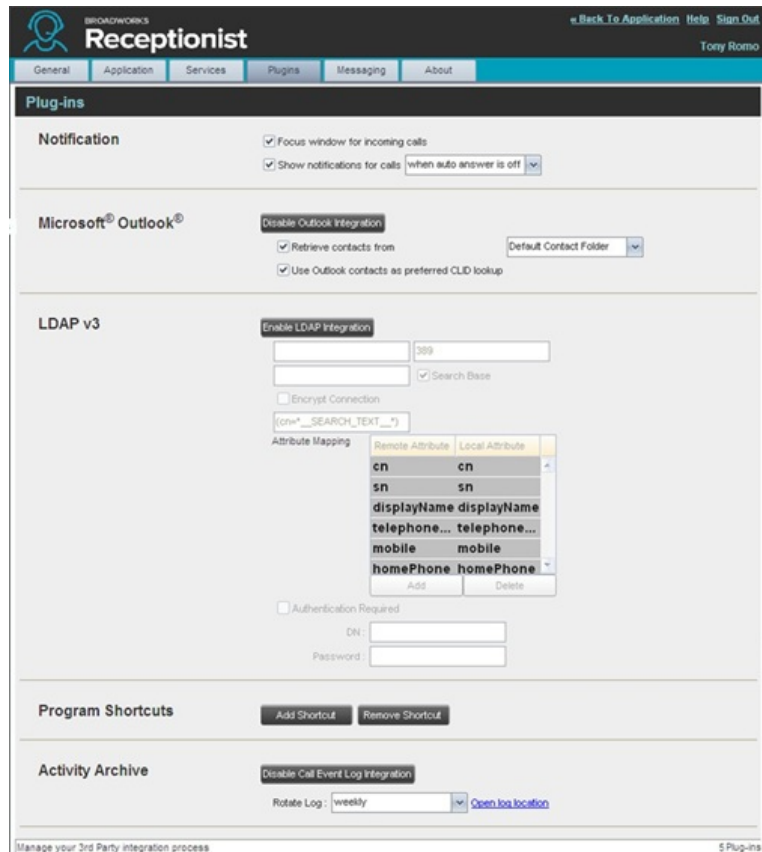 BROADWORKS
Receptionist
« Back To Application Help Sign Out
Tony Romo
General Application Services Plugins Messaging About
Plug-ins
Notification
Focus window for incoming calls
Show notifications for calls when auto answer is off
Microsoft® Outlook®
Disable Outlook Integration
Retrieve contacts from Default Contact Folder
Use Outlook contacts as preferred CLID lookup
LDAP v3
Enable LDAP Integration
389
Search Base
Encrypt Connection
(cn=*__SEARCH_TEXT__*)
Attribute Mapping
Remote Attribute Local Attribute
cn cn
sn sn
displayName displayName
telephone... telephone...
mobile mobile
homePhone homePhone
Add Delete
Authentication Required
DN :
Password :
Program Shortcuts
Add Shortcut Remove Shortcut
Activity Archive
Disable Call Event Log Integration
Rotate Log : weekly Open log location
Manage your 3rd Party integration process 5 Plug-ins